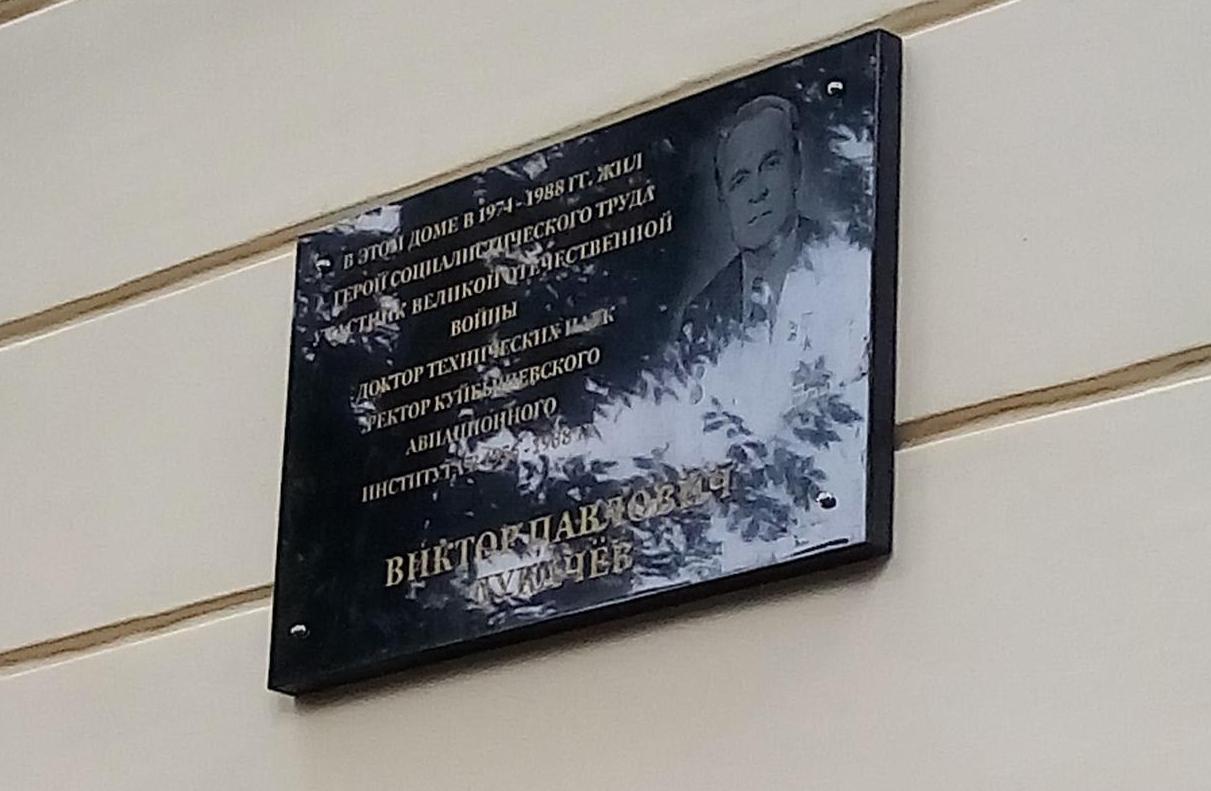 В ЭТОМ ДОМЕ В 1974-1988 ГГ. ЖИЛ
ГЕРОЙ СОЦИАЛИСТИЧЕСКОГО ТРУДА
УЧАСТНИК ВЕЛИКОЙ ОТЕЧЕСТВЕННОЙ
ВОЙНЫ
ДОКТОР ТЕХНИЧЕСКИХ НАУК
РЕКТОР КУЙБЫШЕВСКОГО
АВИАЦИОННОГО
ИНСТИТУТА
ВИКТОР ПАВЛОВИЧ
ЛУКАЧЁВ